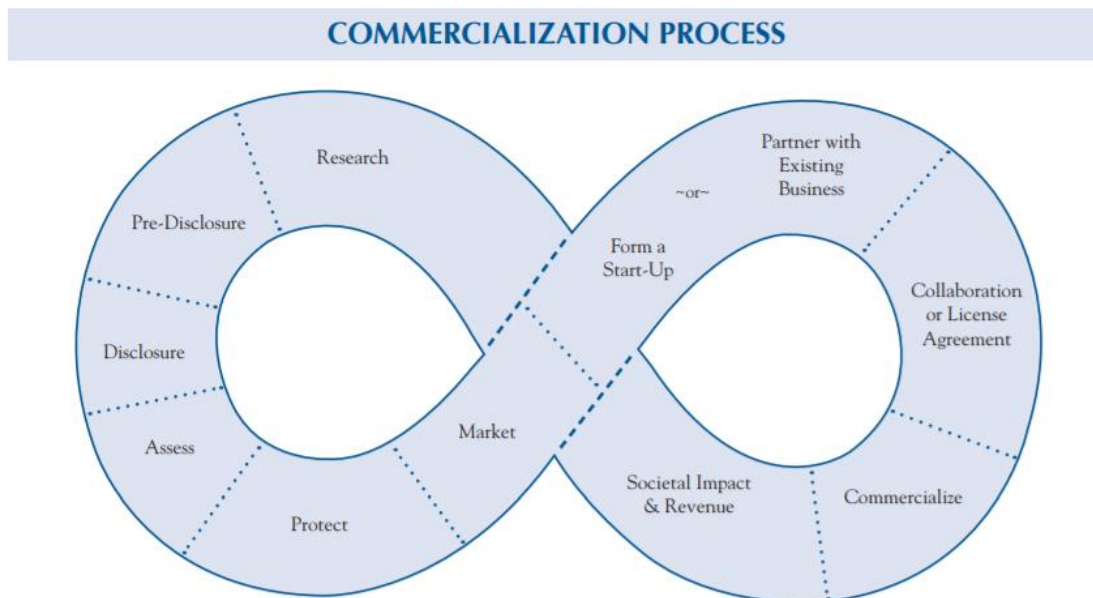 COMMERCIALIZATION PROCESS
Research
Pre-Disclosure
Disclosure
Assess
Protect
Market
Form a
Start-Up
~or~
Partner with
Existing
Business
Collaboration
or License
Agreement
Commercialize
Societal Impact
& Revenue